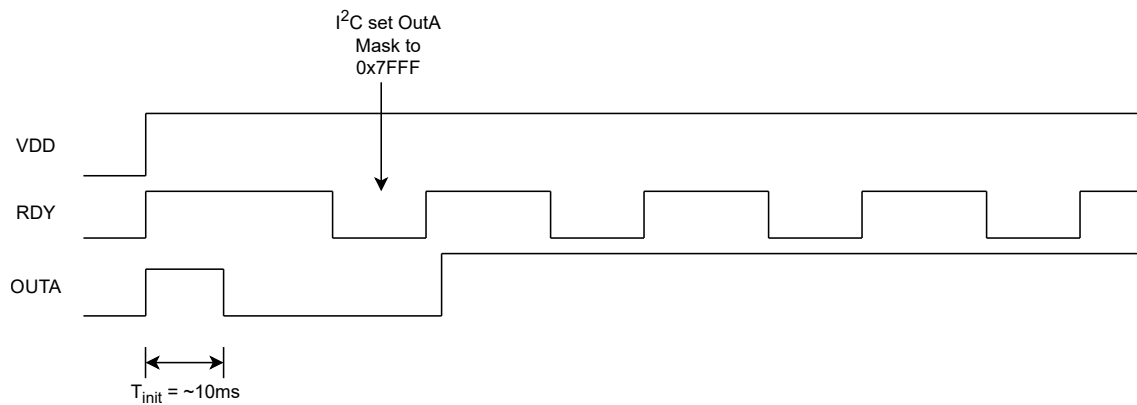 I²C set OutA
Mask to
0x7FFF
VDD
RDY
OUTA
Tinit = ~10ms